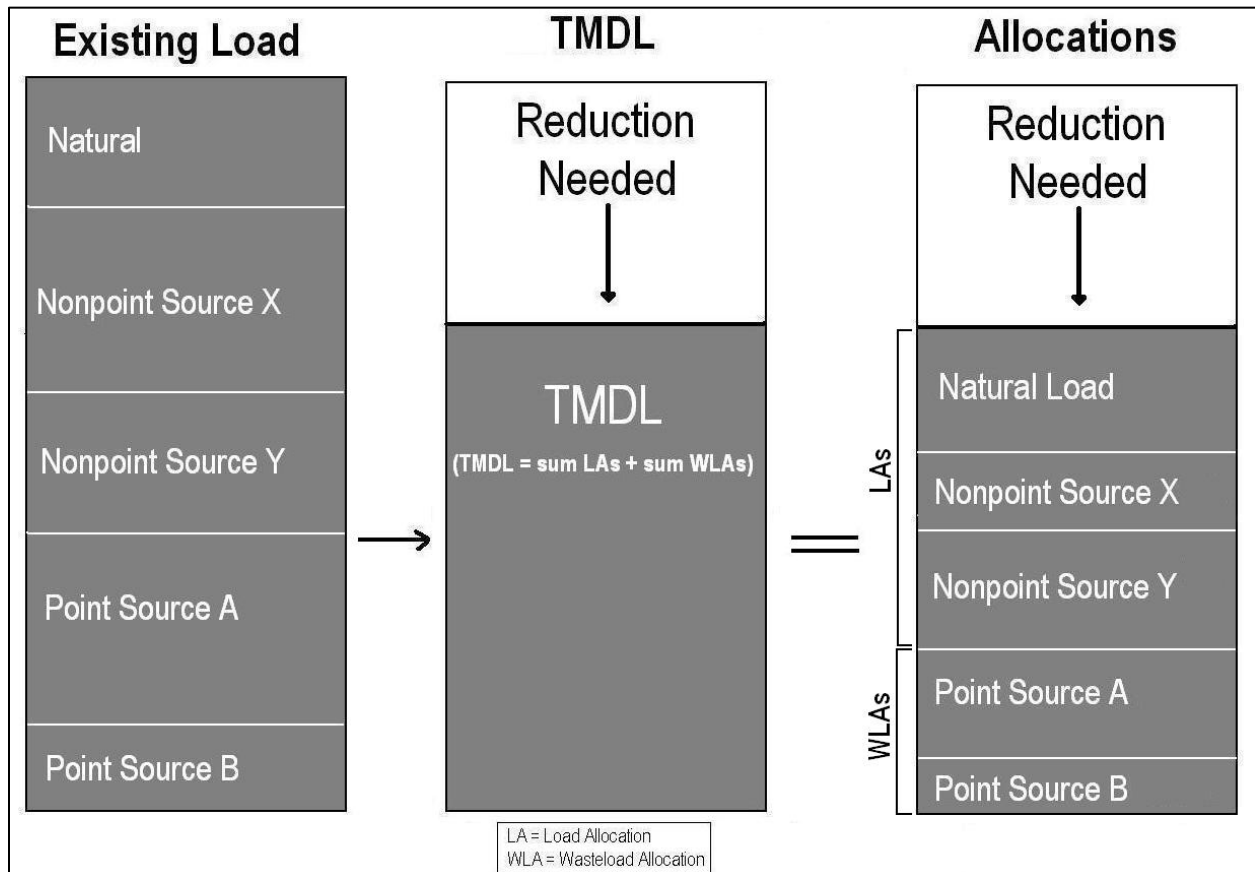 Existing Load
Natural
Nonpoint Source X
Nonpoint Source Y
Point Source A
Point Source B
TMDL
Reduction
Needed
TMDL
(TMDL = sum LAs + sum WLAs)
Allocations
Reduction
Needed
LAs
Natural Load
Nonpoint Source X
Nonpoint Source Y
WLAs
Point Source A
Point Source B
LA = Load Allocation
WLA = Wasteload Allocation